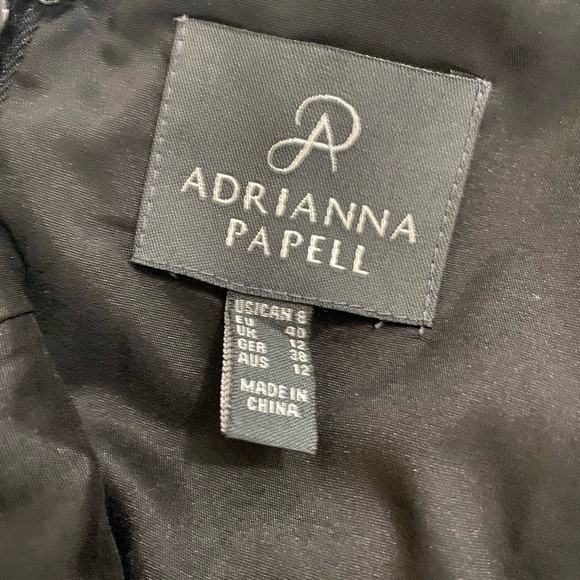 ADRIANNA
PAPELL
US/CAN 8
EU 40
UK 12
GER 38
AUS 12
MADE IN
CHINA